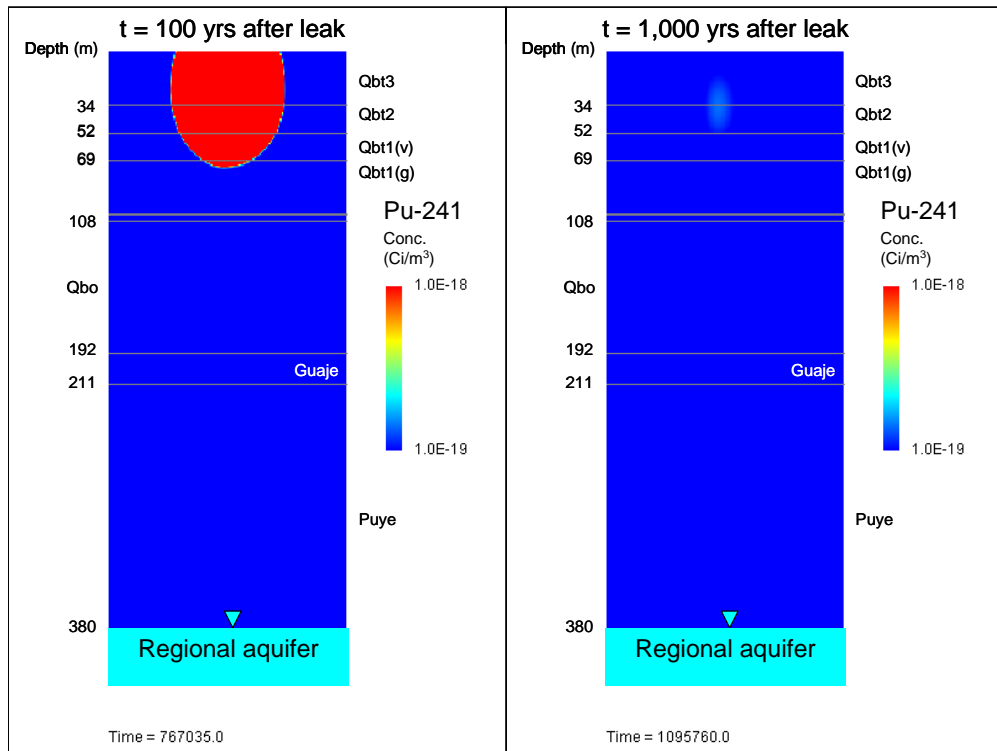 t = 100 yrs after leak
Depth (m)
Qbt3
34
Qbt2
52
Qbt1(v)
69
Qbt1(g)
Pu-241
108
Conc.
(Ci/m³)
Qbo
1.0E-18
192
Guaje
211
1.0E-19
Puye
380
Regional aquifer
Time = 767035.0
t = 1,000 yrs after leak
Depth (m)
Qbt3
34
Qbt2
52
Qbt1(v)
69
Qbt1(g)
Pu-241
108
Conc.
(Ci/m³)
Qbo
1.0E-18
192
Guaje
211
1.0E-19
Puye
380
Regional aquifer
Time = 1095760.0